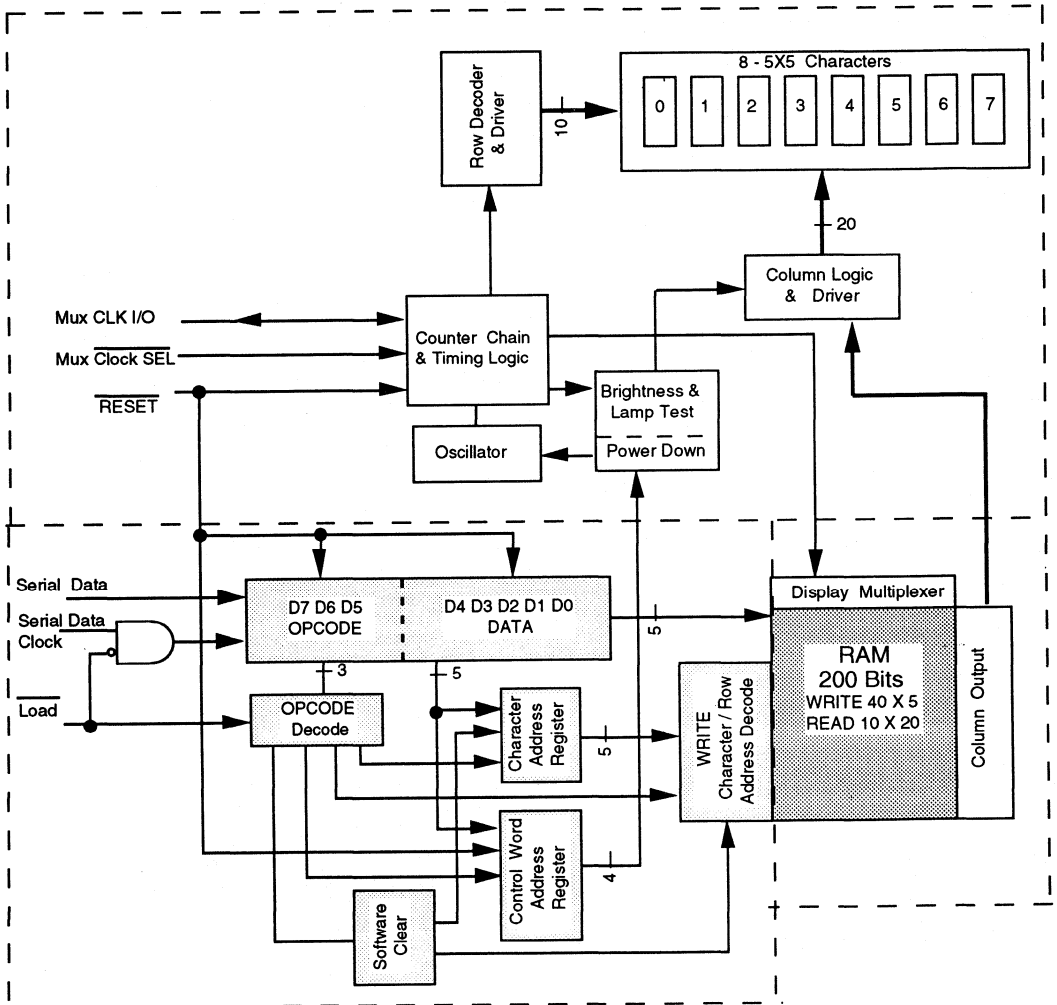 8 - 5X5 Characters
0 1 2 3 4 5 6 7
Row Decoder
& Driver
10
20
Column Logic
& Driver
Mux CLK I/O
Mux Clock SEL
RESET
Counter Chain
& Timing Logic
Brightness &
Lamp Test
Power Down
Oscillator
Serial Data
Serial Data
Clock
Load
D7 D6 D5
OPCODE
D4 D3 D2 D1 D0
DATA
5
3
5
OPCODE
Decode
Character
Address
Register
5
Control Word
Address
Register
4
Software
Clear
WRITE
Character / Row
Address Decode
Display Multiplexer
RAM
200 Bits
WRITE 40 X 5
READ 10 X 20
Column Output